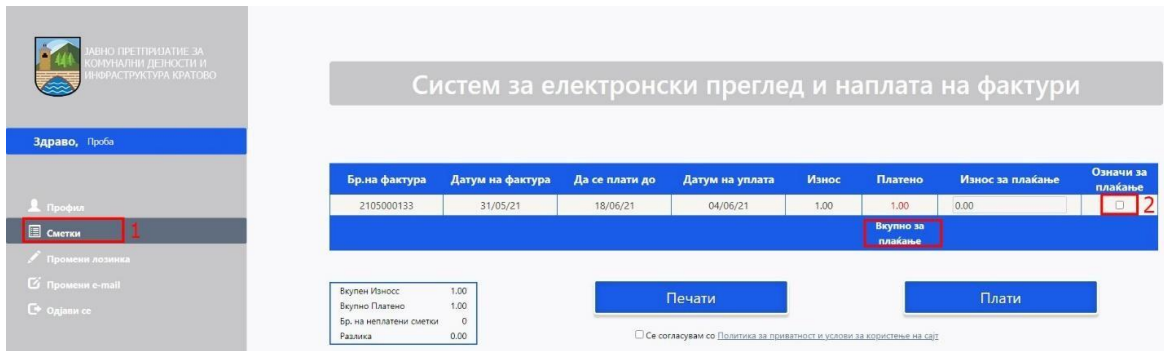 ЈАВНО ПРЕТПРИЈАТИЕ ЗА
КОМУНАЛНИ ДЕЈНОСТИ И
ИНФРАСТРУКТУРА КРАТОВО
Систем за електронски преглед и наплата на фактури
Здраво, Проба
Профил
Сметки 1
Промени лозинка
Промени e-mail
Одјави се
Бр.на фактура Датум на фактура Да се плати до Датум на уплата Износ Платено Износ за плаќање Означи за плаќање
2105000133 31/05/21 18/06/21 04/06/21 1.00 1.00 0.00 2
Вкупно за
плаќање
Вкупен Износс 1.00
Вкупно Платено 1.00
Бр. на неплатени сметки 0
Разлика 0.00
Печати Плати
Се согласувам со Политика за приватност и услови за користење на сајт